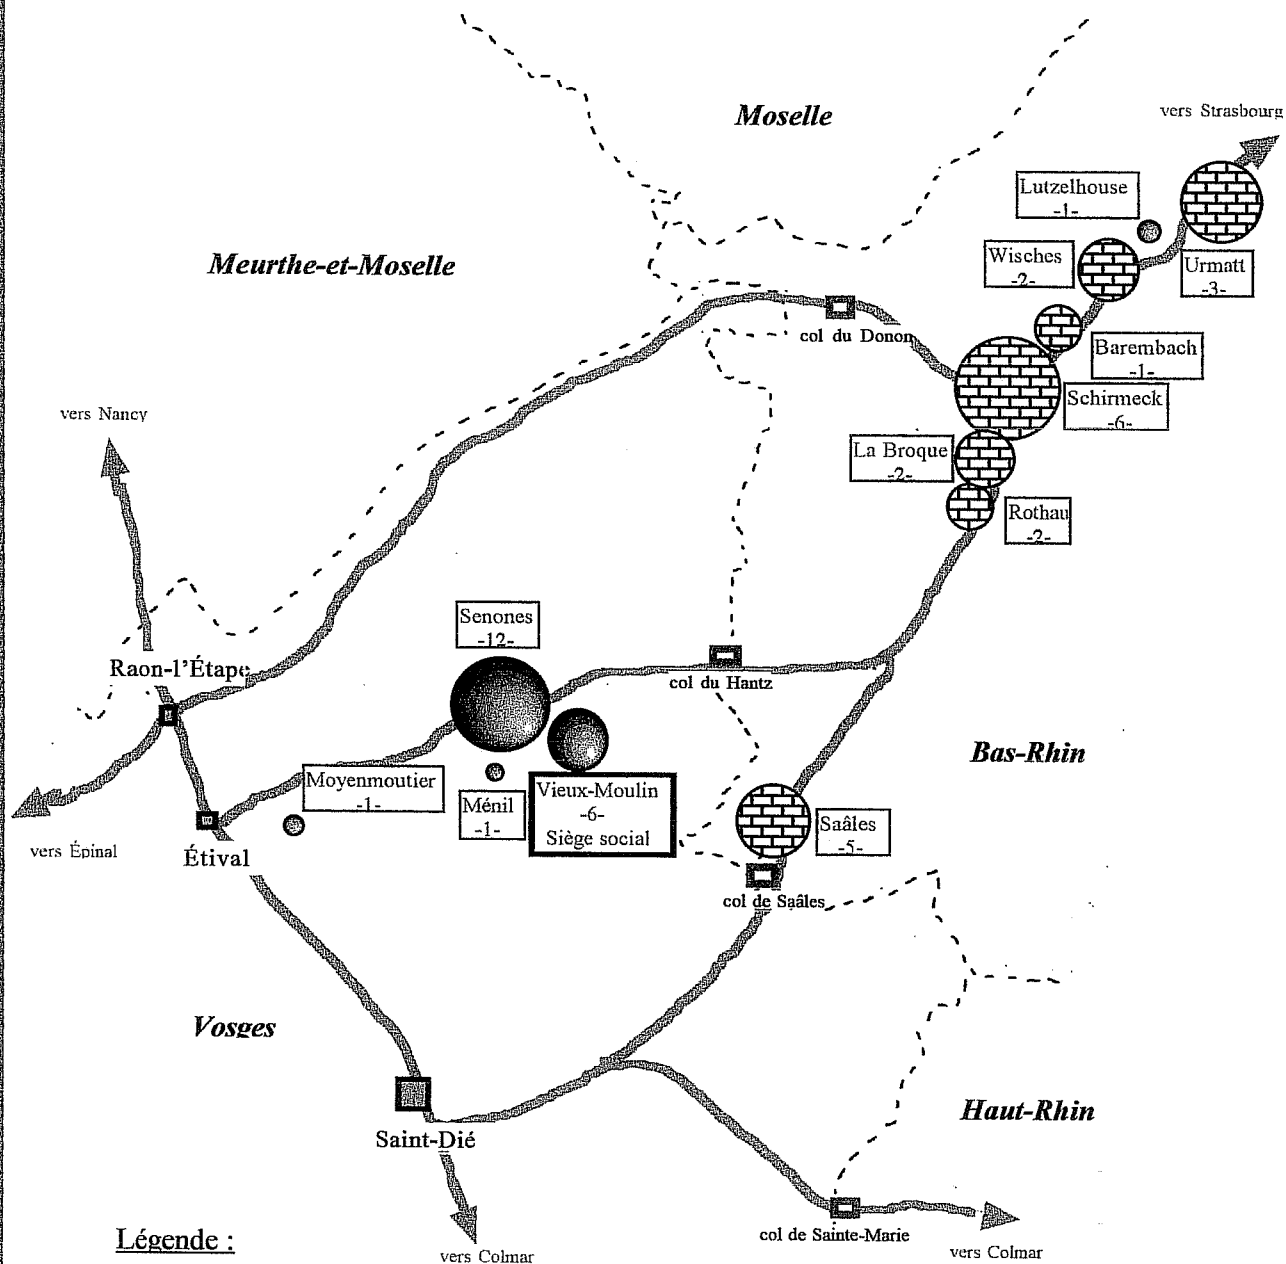 Moselle
vers Strasbourg
Lutzelhouse
-1-
Wisches
-2-
Urmatt
-3-
Meurthe-et-Moselle
col du Donon
Barembach
-1-
Schirmeck
-6-
vers Nancy
La Broque
-2-
Rothau
-2-
Senones
-12-
Raon-l'Étape
col du Hantz
Bas-Rhin
Moyenmoutier
-1-
Ménil
-1-
Vieux-Moulin
-6-
Siège social
Saâles
-5-
vers Épinal
Étival
col de Saâles
Vosges
Haut-Rhin
Saint-Dié
col de Sainte-Marie
Légende :
vers Colmar
vers Colmar